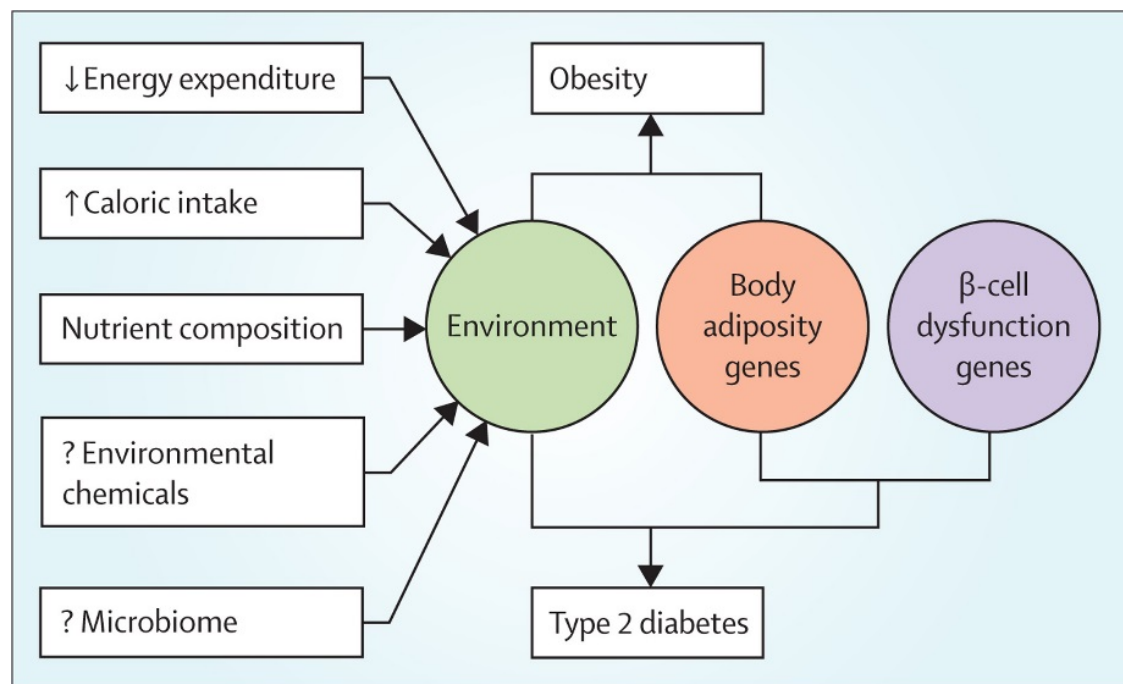 ↓Energy expenditure
↑Caloric intake
Nutrient composition
? Environmental
chemicals
? Microbiome
Obesity
Environment
Body
adiposity
genes
β-cell
dysfunction
genes
Type 2 diabetes